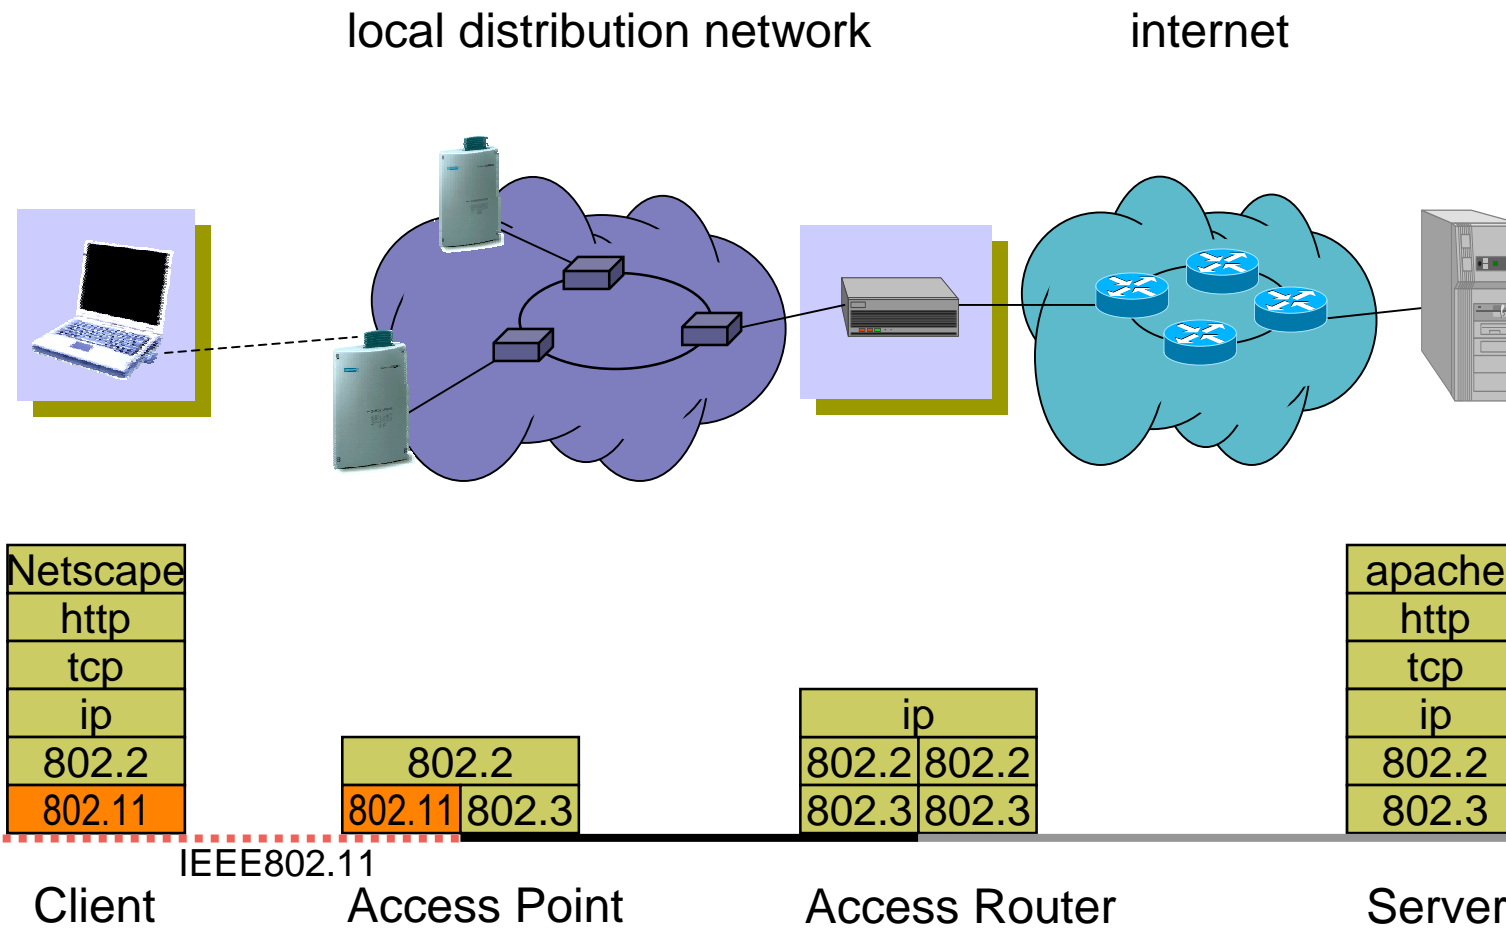 local distribution network
internet
Netscape
http
tcp
ip
802.2
802.11
802.2
802.11 802.3
ip
802.2 802.2
802.3 802.3
apache
http
tcp
ip
802.2
802.3
IEEE802.11
Client
Access Point
Access Router
Server